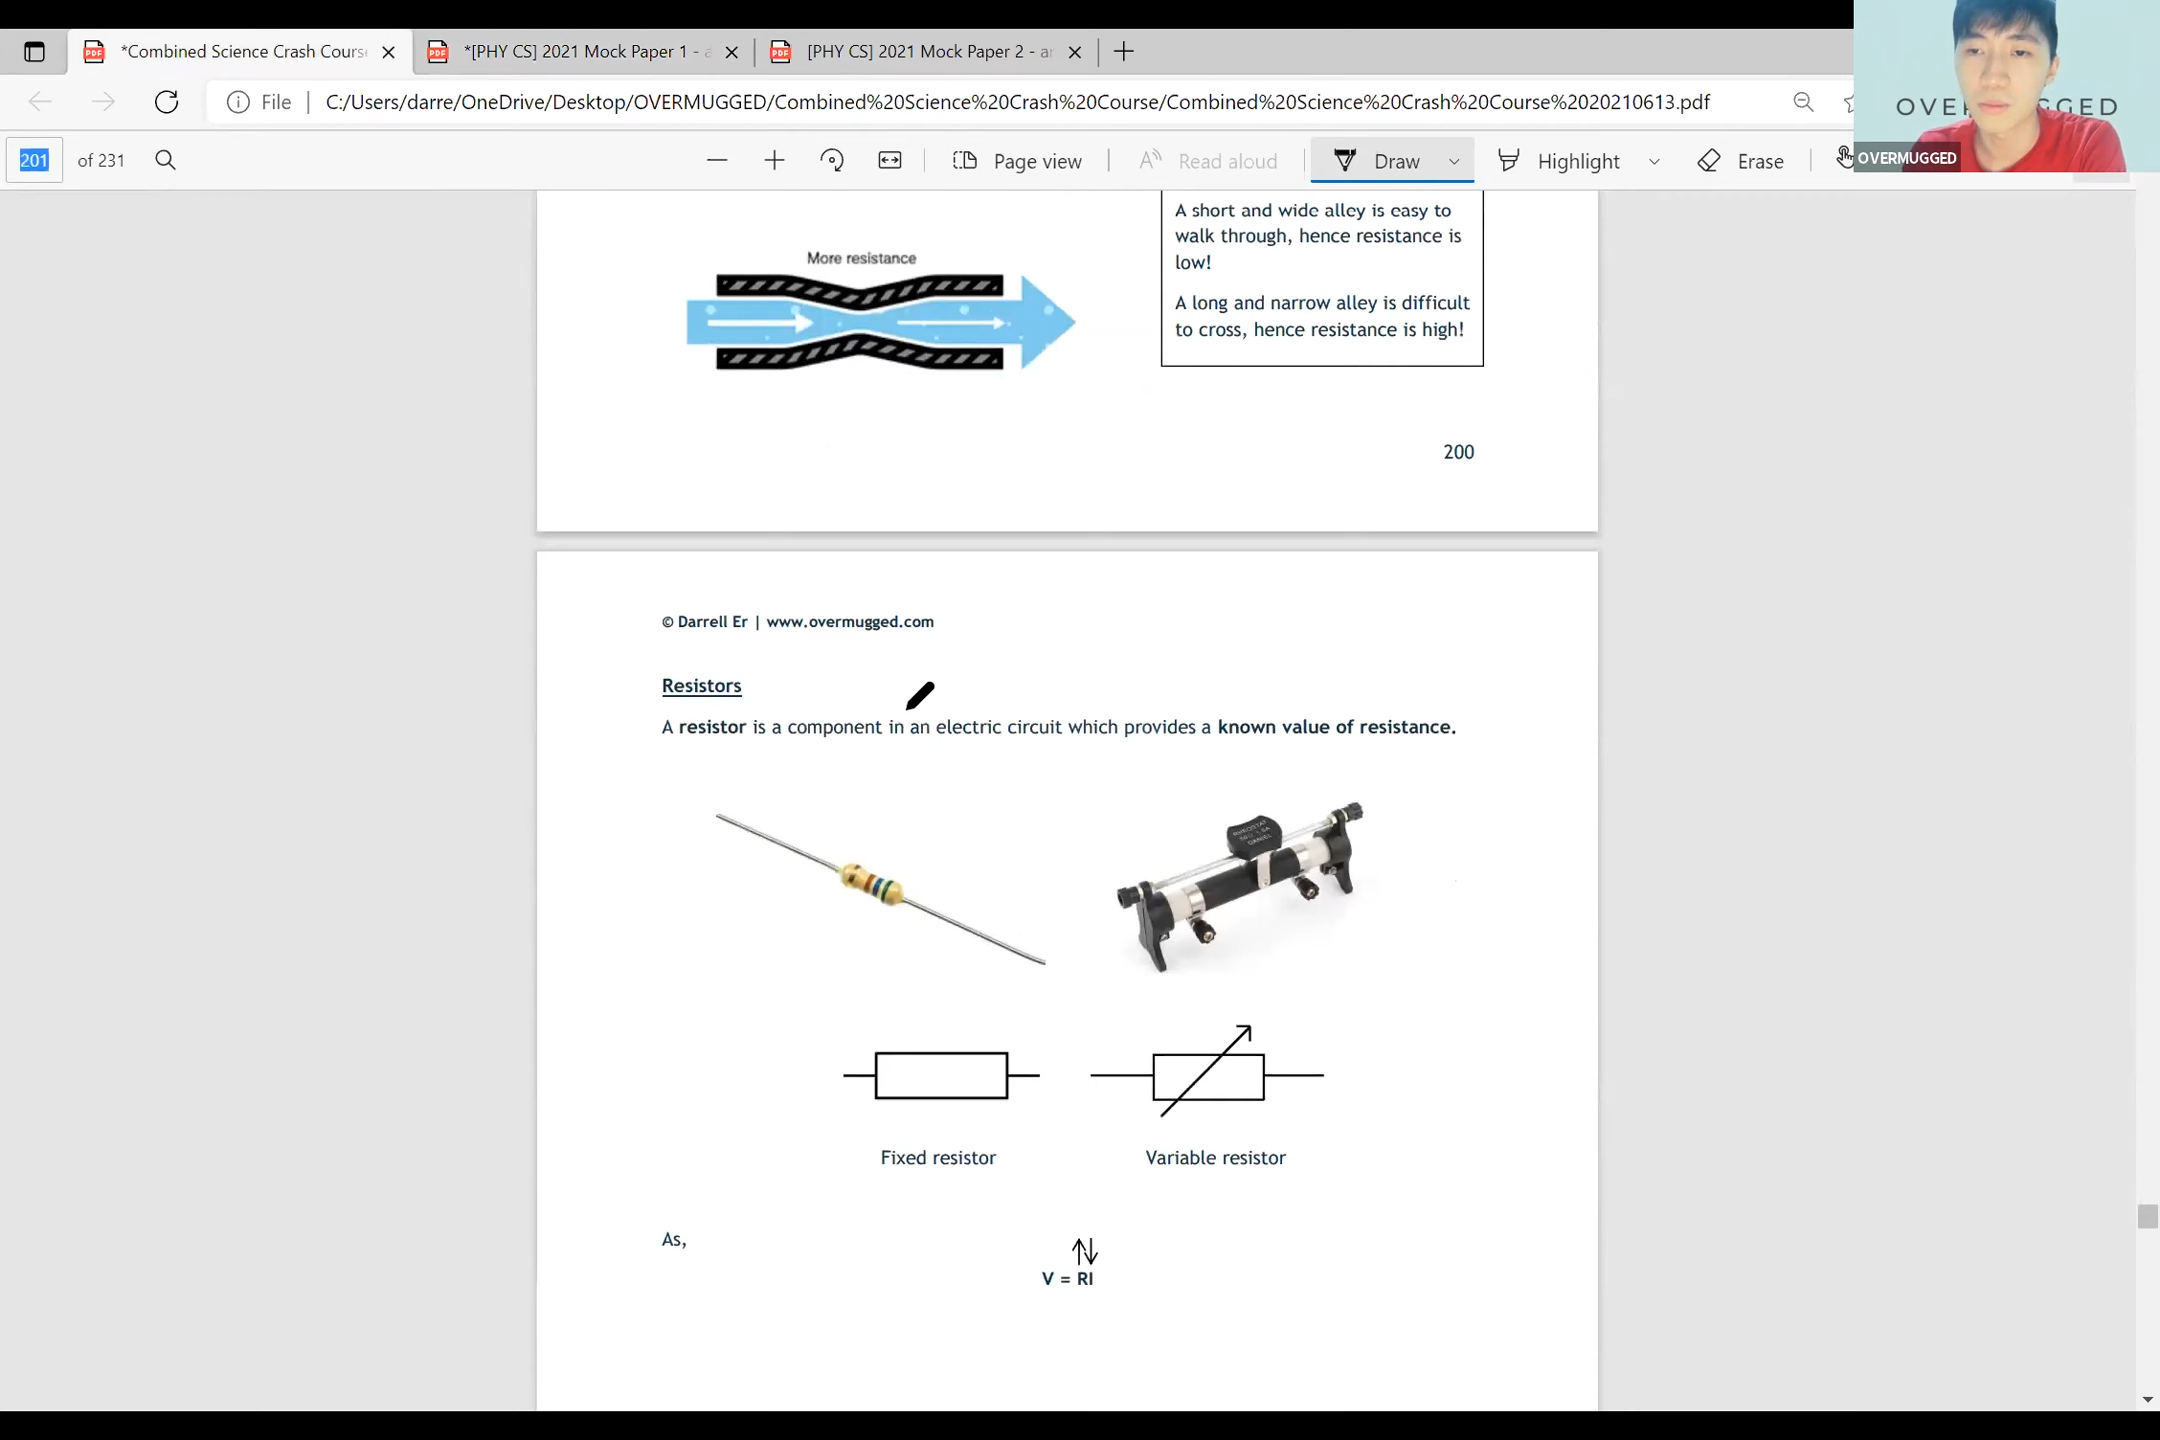 *Combined Science Crash Cours
*[PHY CS] 2021 Mock Paper 1 - a
[PHY CS] 2021 Mock Paper 2 - an
File
C:/Users/darre/OneDrive/Desktop/OVERMUGGED/Combined%20Science%20Crash%20Course/Combined%20Science%20Crash%20Course%2020210613.pdf
OVERMUGGED
201 of 231
Page view
Read aloud
Draw
Highlight
Erase
A short and wide alley is easy to
walk through, hence resistance is
low!
More resistance
A long and narrow alley is difficult
to cross, hence resistance is high!
200
© Darrell Er | www.overmugged.com
Resistors
A resistor is a component in an electric circuit which provides a known value of resistance.
RHEOSTAT
Fixed resistor
Variable resistor
As,
V = RI